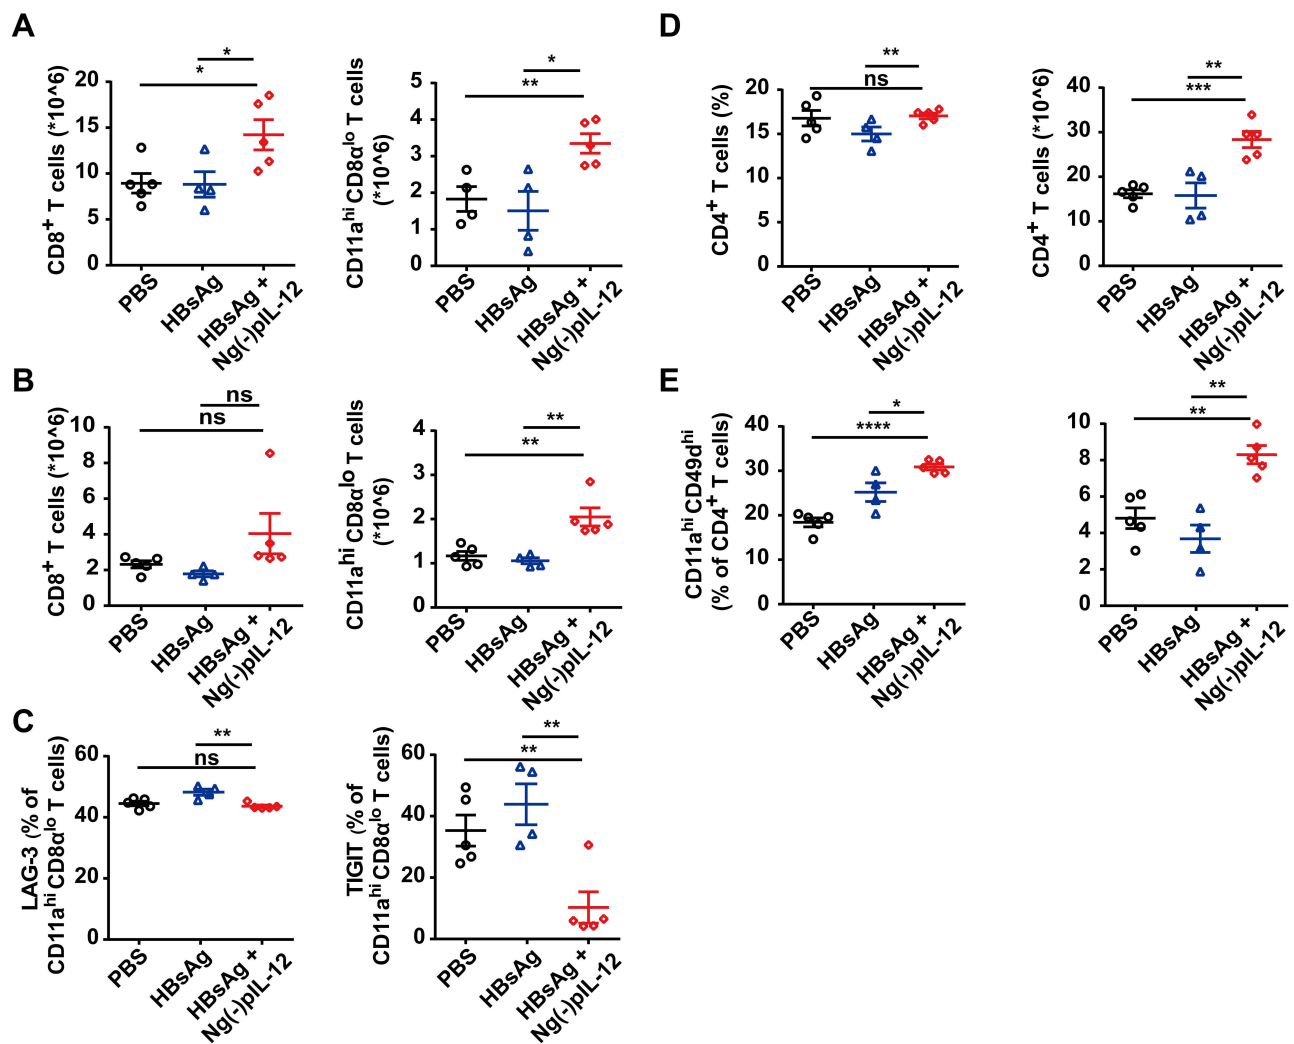 A
CD8+ T cells (*10^6)
20
15
10
5
0
*
*
PBS
HBsAg
HBsAg +
Ng(-)pIL-12
CD11ahi CD8αlo T cells
(*10^6)
5
4
3
2
1
0
*
**
PBS
HBsAg
HBsAg +
Ng(-)pIL-12
D
CD4+ T cells (%)
20
15
10
5
0
**
ns
PBS
HBsAg
HBsAg +
Ng(-)pIL-12
CD4+ T cells (*10^6)
40
30
20
10
0
**
***
PBS
HBsAg
HBsAg +
Ng(-)pIL-12
B
CD8+ T cells (*10^6)
10
8
6
4
2
0
ns
ns
PBS
HBsAg
HBsAg +
Ng(-)pIL-12
CD11ahi CD8αlo T cells
(*10^6)
4
3
2
1
0
**
**
PBS
HBsAg
HBsAg +
Ng(-)pIL-12
E
CD11ahi CD49dhi
(% of CD4+ T cells)
40
30
20
10
0
*
****
PBS
HBsAg
HBsAg +
Ng(-)pIL-12
10
8
6
4
2
0
**
**
PBS
HBsAg
HBsAg +
Ng(-)pIL-12
C
LAG-3 (% of
CD11ahi CD8αlo T cells)
60
40
20
0
**
ns
PBS
HBsAg
HBsAg +
Ng(-)pIL-12
TIGIT (% of
CD11ahi CD8αlo T cells)
60
40
20
0
**
**
PBS
HBsAg
HBsAg +
Ng(-)pIL-12